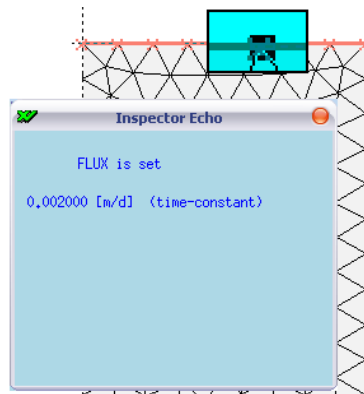 Inspector Echo
FLUX is set
0.002000 [m/d] (time-constant)